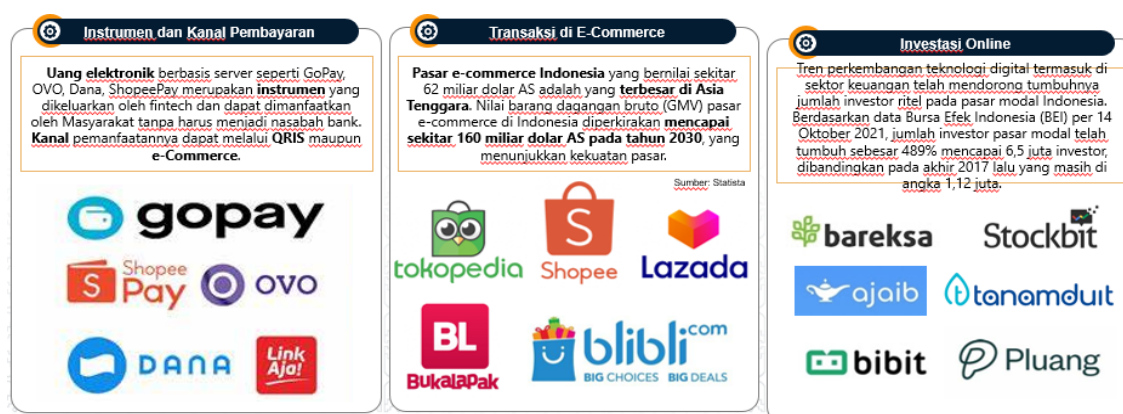 Instrumen dan Kanal Pembayaran
Uang elektronik berbasis server seperti GoPay,
OVO, Dana, ShopeePay merupakan instrumen yang
dikeluarkan oleh fintech dan dapat dimanfaatkan
oleh Masyarakat tanpa harus menjadi nasabah bank.
Kanal pemanfaatannya dapat melalui QRIS maupun
e-Commerce.
gopay
Shopee
Pay
OVO
DANA
Link
Aja!
Transaksi di E-Commerce
Pasar e-commerce Indonesia yang bernilai sekitar
62 miliar dolar AS adalah yang terbesar di Asia
Tenggara. Nilai barang dagangan bruto (GMV) pasar
e-commerce di Indonesia diperkirakan mencapai
sekitar 160 miliar dolar AS pada tahun 2030, yang
menunjukkan kekuatan pasar.
Sumber: Statista
tokopedia
S
Shopee
Lazada
BL
Bukalapak
blibli.com
BIG CHOICES BIG DEALS
Investasi Online
Tren perkembangan teknologi digital termasuk di
sektor keuangan telah mendorong tumbuhnya
jumlah investor ritel pada pasar modal Indonesia.
Berdasarkan data Bursa Efek Indonesia (BEI) per 14
Oktober 2021, jumlah investor pasar modal telah
tumbuh sebesar 489% mencapai 6,5 juta investor,
dibandingkan pada akhir 2017 lalu yang masih di
angka 1,12 juta.
bareksa
Stockbit
ajaib
tanamduit
bibit
Pluang